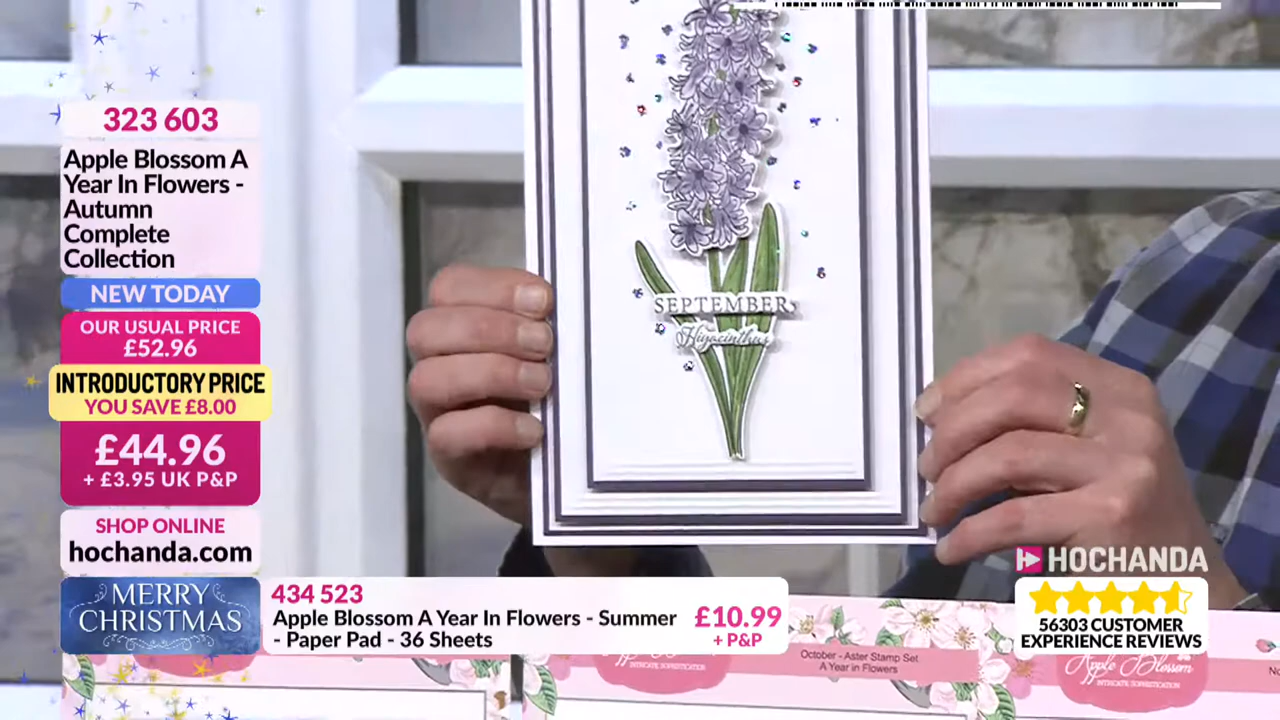 323 603
Apple Blossom A
Year In Flowers -
Autumn
Complete
Collection
NEW TODAY
OUR USUAL PRICE
£52.96
INTRODUCTORY PRICE
YOU SAVE £8.00
£44.96
+ £3.95 UK P&P
SHOP ONLINE
hochanda.com
MERRY
CHRISTMAS
434 523
Apple Blossom A Year In Flowers - Summer
- Paper Pad - 36 Sheets
£10.99
+ P&P
SEPTEMBER
Hyacinthus
HOCHANDA
56303 CUSTOMER
EXPERIENCE REVIEWS
October - Aster Stamp Set
A Year in Flowers
Apple Blossom
INTRICATE SOPHISTICATION